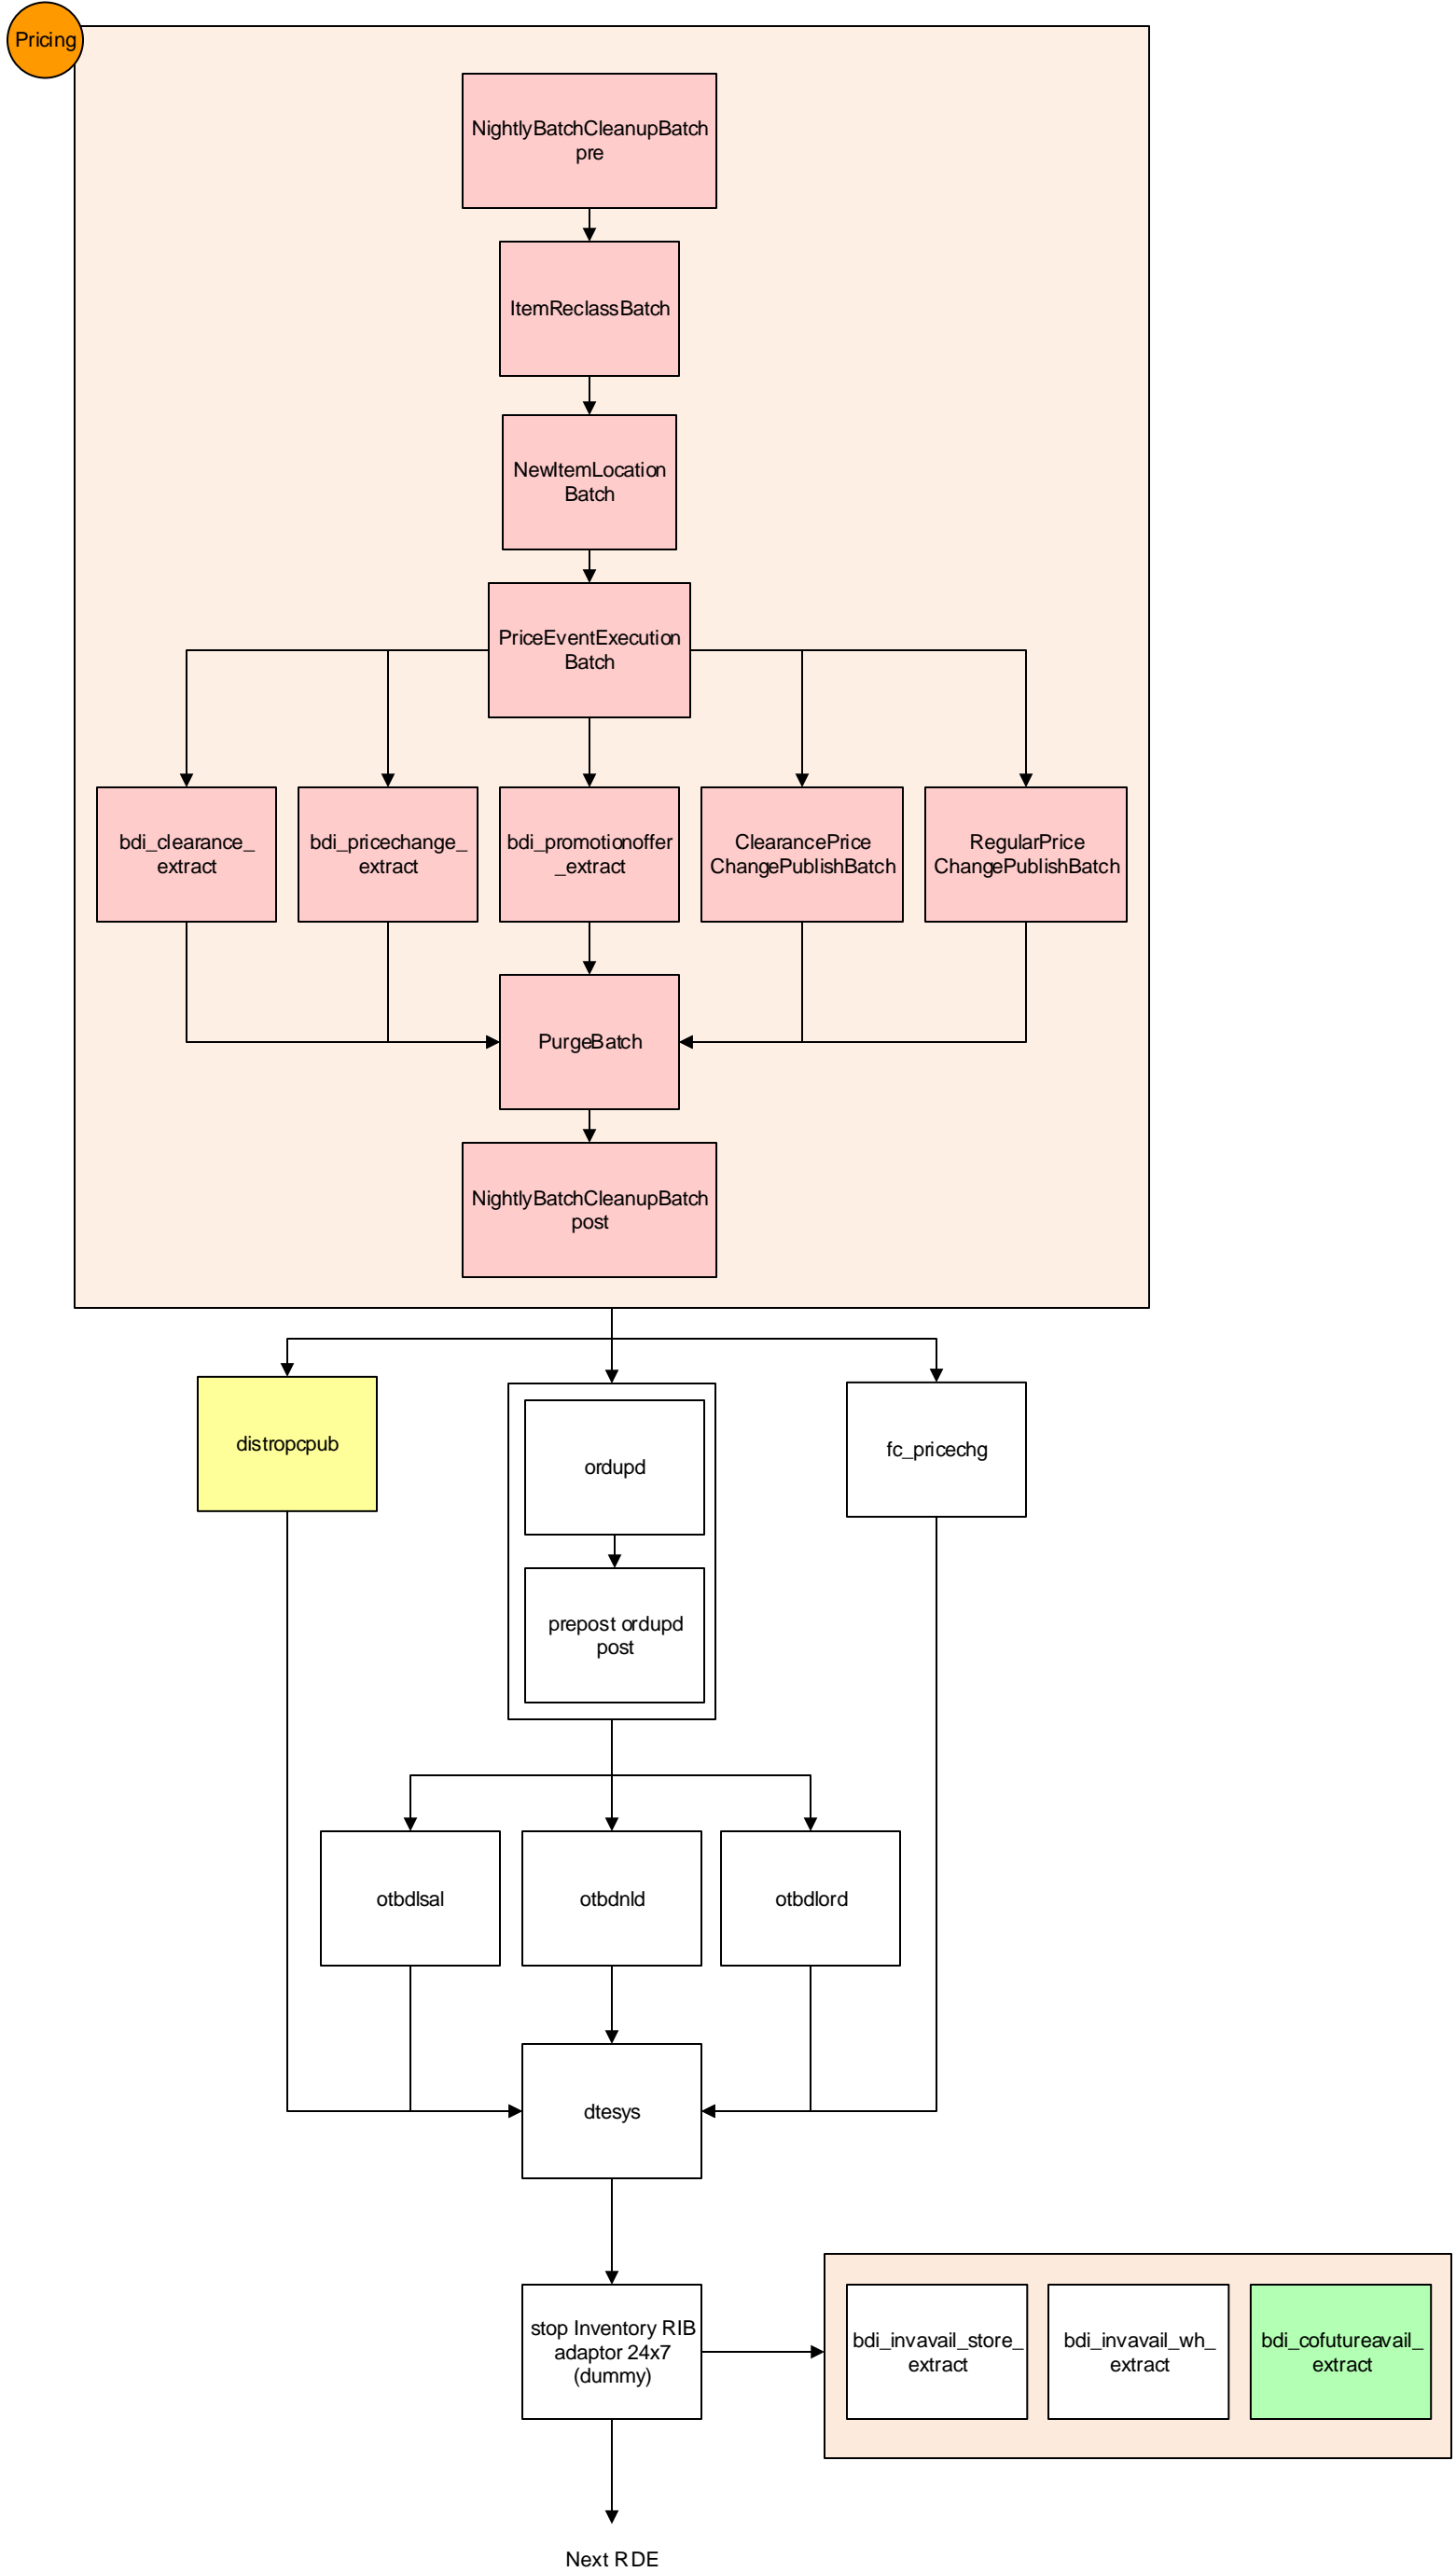 Pricing
NightlyBatchCleanupBatch
pre
ItemReclassBatch
NewItemLocation
Batch
PriceEventExecution
Batch
bdi_clearance_
extract
bdi_pricechange_
extract
bdi_promotionoffer
_extract
ClearancePrice
ChangePublishBatch
RegularPrice
ChangePublishBatch
PurgeBatch
NightlyBatchCleanupBatch
post
distropcpub
ordupd
fc_pricechg
prepost ordupd
post
otbdlsal
otbdnld
otbdlord
dtesys
stop Inventory RIB
adaptor 24x7
(dummy)
bdi_invavail_store_
extract
bdi_invavail_wh_
extract
bdi_cofutureavail_
extract
Next RDE